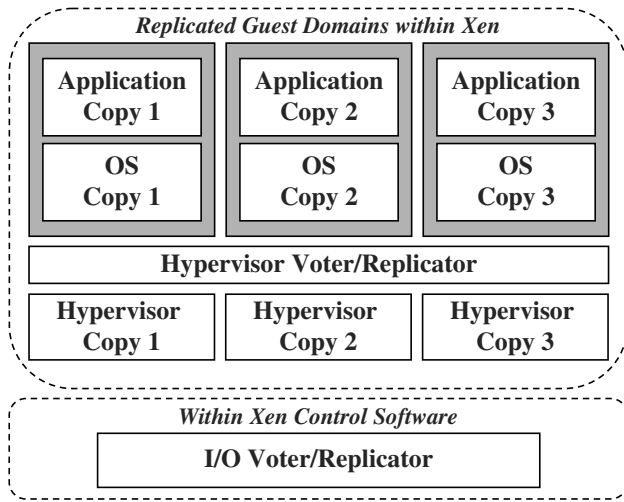 Replicated Guest Domains within Xen
Application
Copy 1
Application
Copy 2
Application
Copy 3
OS
Copy 1
OS
Copy 2
OS
Copy 3
Hypervisor Voter/Replicator
Hypervisor
Copy 1
Hypervisor
Copy 2
Hypervisor
Copy 3
Within Xen Control Software
I/O Voter/Replicator